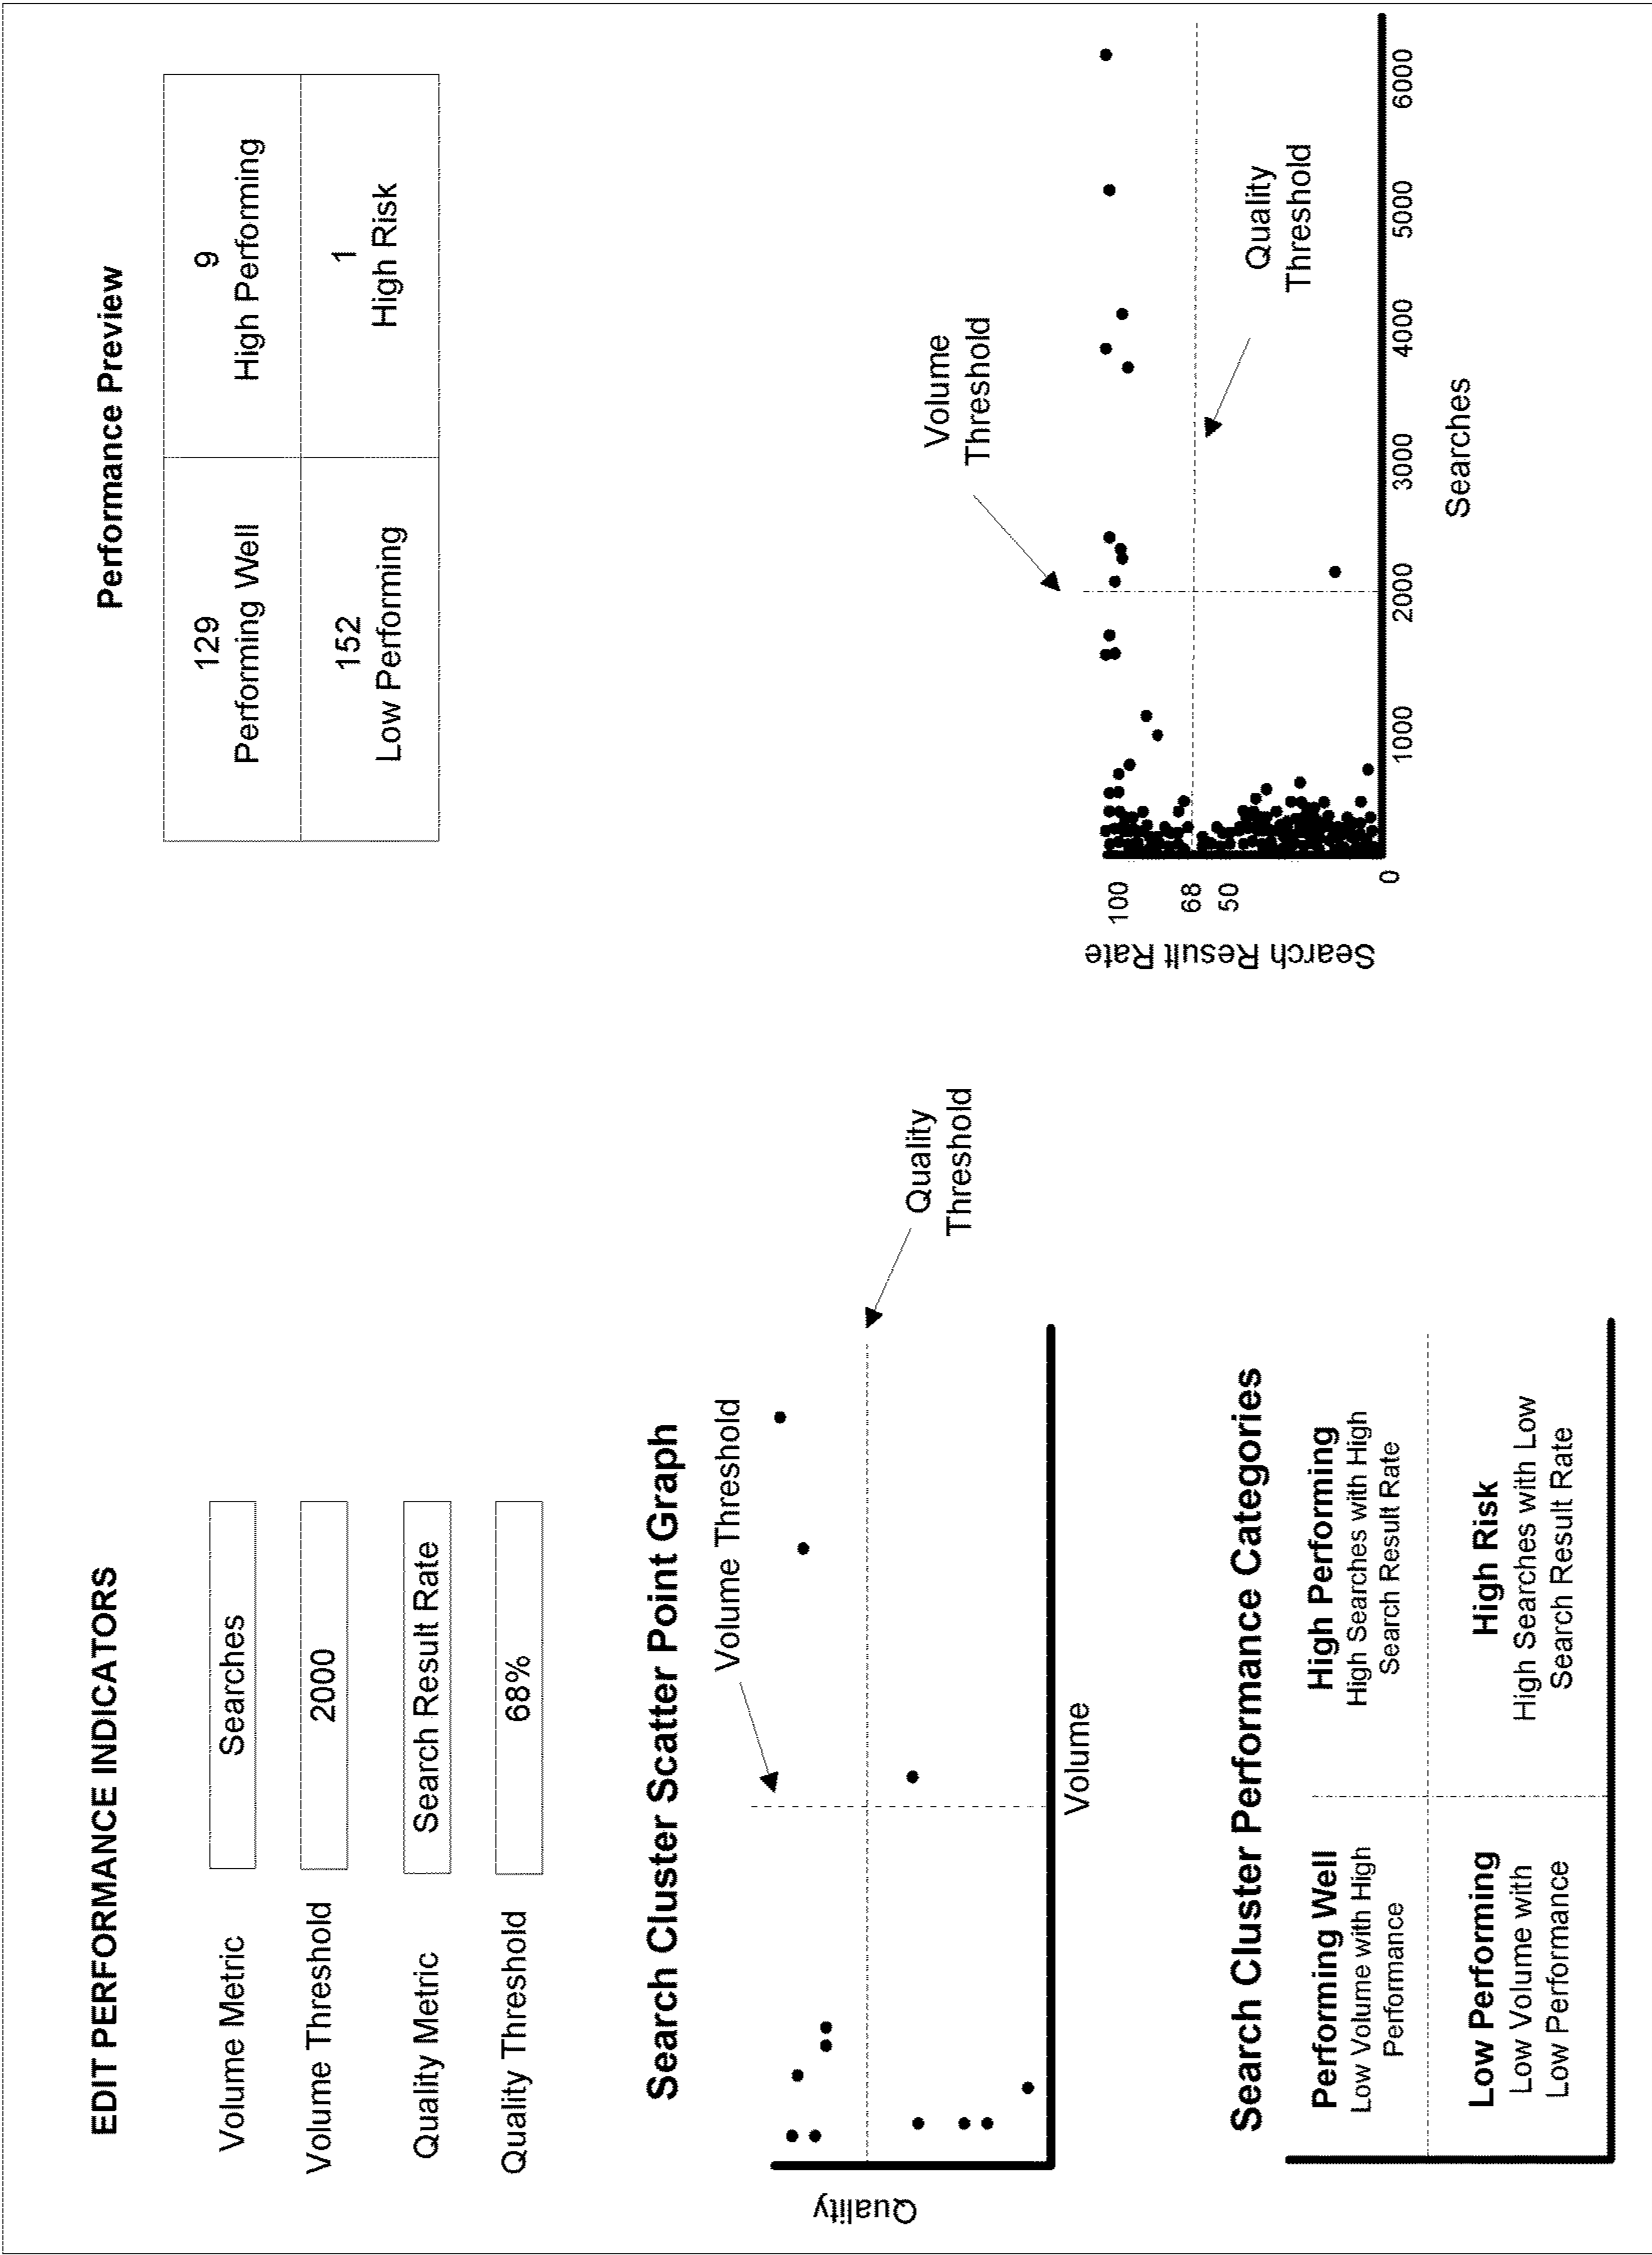 EDIT PERFORMANCE INDICATORS
Volume Metric
Searches
Volume Threshold
2000
Quality Metric
Search Result Rate
Quality Threshold
68%
Search Cluster Scatter Point Graph
Volume Threshold
Quality
Threshold
Quality
Volume
Search Cluster Performance Categories
Performing Well
Low Volume with High
Performance
High Performing
High Searches with High
Search Result Rate
Low Performing
Low Volume with
Low Performance
High Risk
High Searches with Low
Search Result Rate
Performance Preview
129
Performing Well
9
High Performing
152
Low Performing
1
High Risk
Volume
Threshold
Quality
Threshold
Search Result Rate
100
68
50
0
1000
2000
3000
4000
5000
6000
Searches